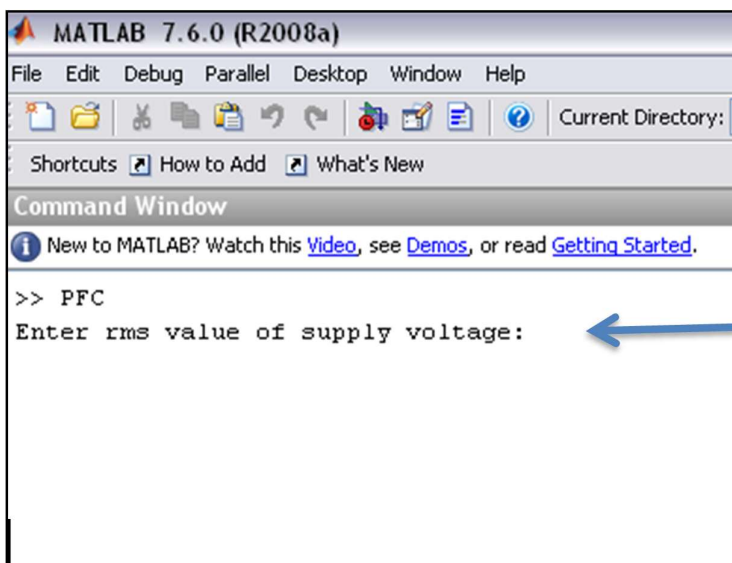 MATLAB 7.6.0 (R2008a)
File Edit Debug Parallel Desktop Window Help
Current Directory:
Shortcuts How to Add What's New
Command Window
New to MATLAB? Watch this Video, see Demos, or read Getting Started.
>> PFC
Enter rms value of supply voltage: